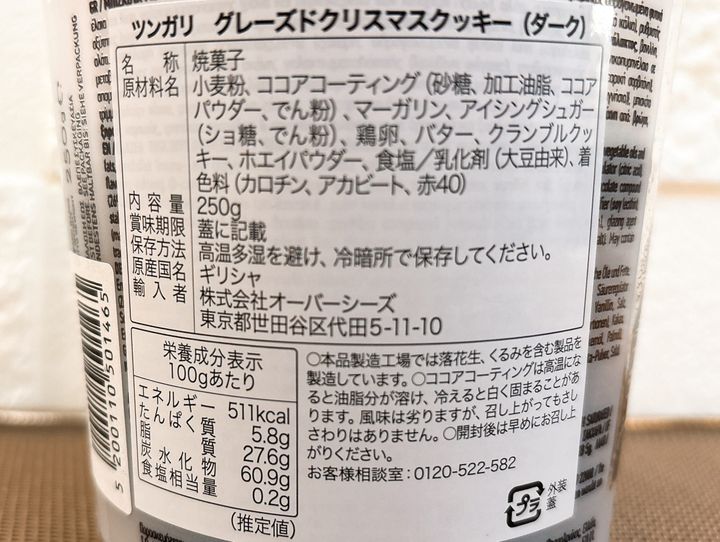 ツンガリ グレーズドクリスマスクッキー (ダーク)
名称 焼菓子
原材料名 小麦粉、ココアコーティング (砂糖、加工油脂、ココア
パウダー、でん粉)、マーガリン、アイシングシュガー
(ショ糖、でん粉)、鶏卵、バター、クランブルクッ
キー、ホエイパウダー、食塩/乳化剤 (大豆由来)、着
色料 (カロチン、アカビート、赤40)
内容量 250g
賞味期限 蓋に記載
保存方法 高温多湿を避け、冷暗所で保存してください。
原産国名 ギリシャ
輸入者 株式会社オーバーシーズ
東京都世田谷区代田5-11-10
栄養成分表示
100gあたり
エネルギー 511kcal
たんぱく質 5.8g
脂質 27.6g
炭水化物 60.9g
食塩相当量 0.2g
(推定値)
○本品製造工場では落花生、くるみを含む製品を
製造しています。○ココアコーティングは高温にな
ると油脂分が溶け、冷えると白く固まることがあ
ります。風味は劣りますが、召し上がってもさし
さわりはありません。○開封後は早めにお召し上
がりください。
お客様相談室:0120-522-582
プラ
外装
蓋
5200110501465
250g e
SEE PACKAGING
MINDESTENS HALTBAR BIS: SIEHE VERPACKUNG